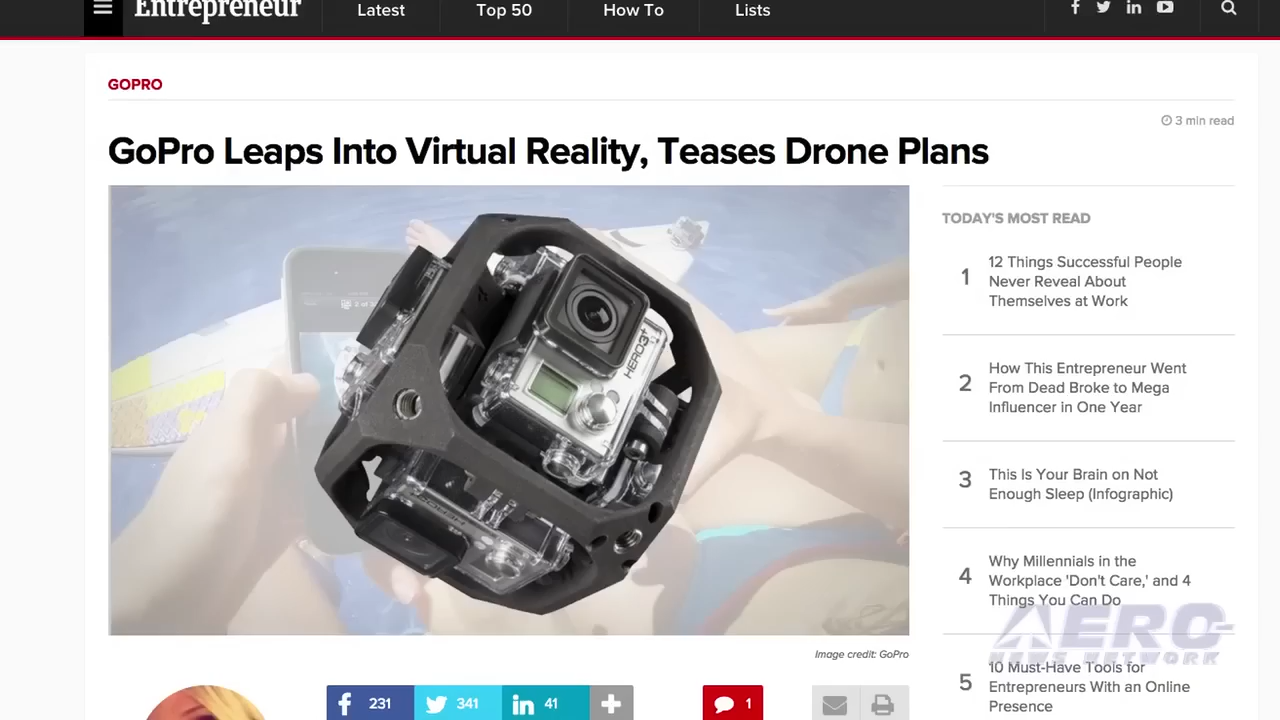 Entrepreneur
Latest
Top 50
How To
Lists
GOPRO
3 min read
GoPro Leaps Into Virtual Reality, Teases Drone Plans
HERO3+
TODAY'S MOST READ
1
12 Things Successful People
Never Reveal About
Themselves at Work
2
How This Entrepreneur Went
From Dead Broke to Mega
Influencer in One Year
3
This Is Your Brain on Not
Enough Sleep (Infographic)
4
Why Millennials in the
Workplace 'Don't Care,' and 4
Things You Can Do
AERO-
NEWS NETWORK
5
10 Must-Have Tools for
Entrepreneurs With an Online
Presence
Image credit: GoPro
231
341
41
1